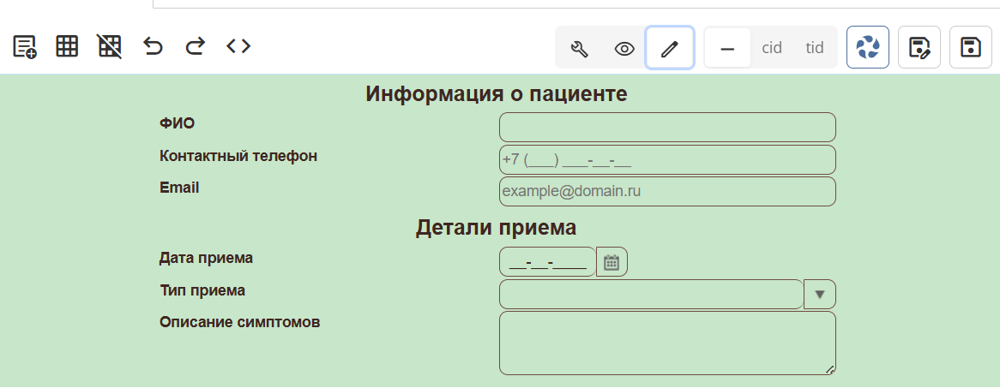 cid tid
Информация о пациенте
ФИО
Контактный телефон +7 (___) ___-__-__
Email example@domain.ru
Детали приема
Дата приема __-__-____
Тип приема
Описание симптомов